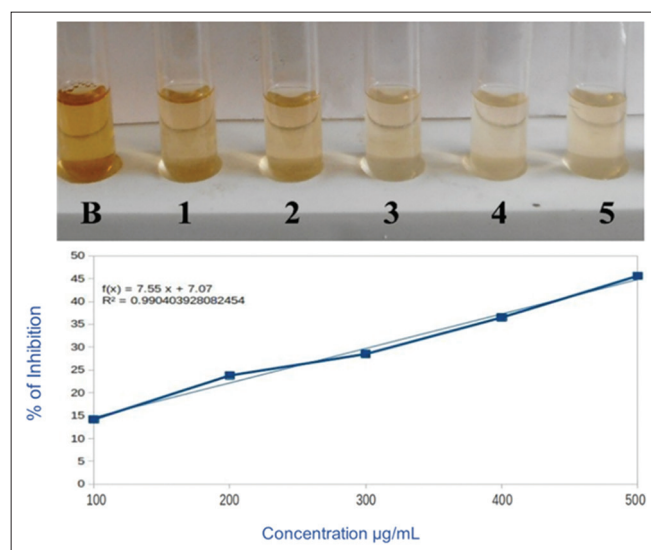 B 1 2 3 4 5
50
45
40
35
30
25
20
15
10
5
0
f(x) = 7.55 x + 7.07
R² = 0.990403928082454
% of Inhibition
100 200 300 400 500
Concentration µg/mL